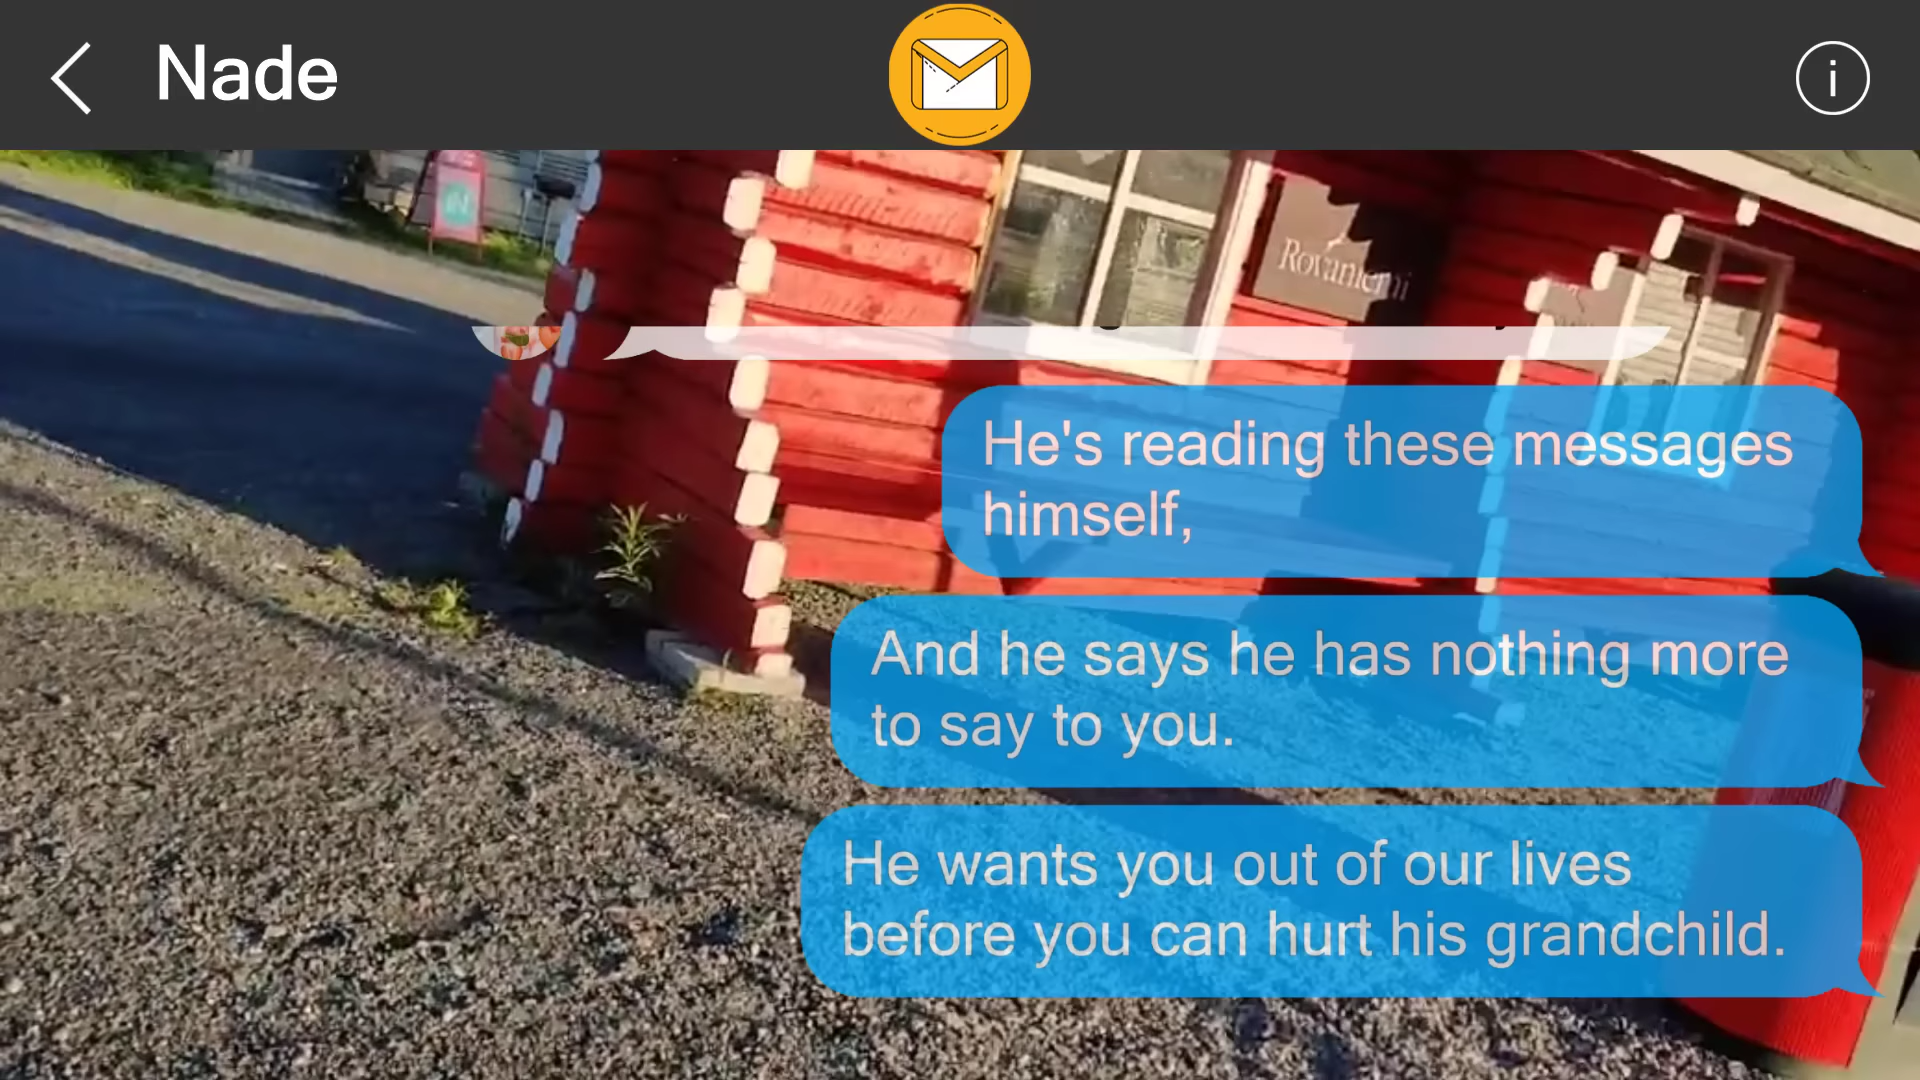 Nade
Rovaniemi
He's reading these messages
himself,
And he says he has nothing more
to say to you.
He wants you out of our lives
before you can hurt his grandchild.